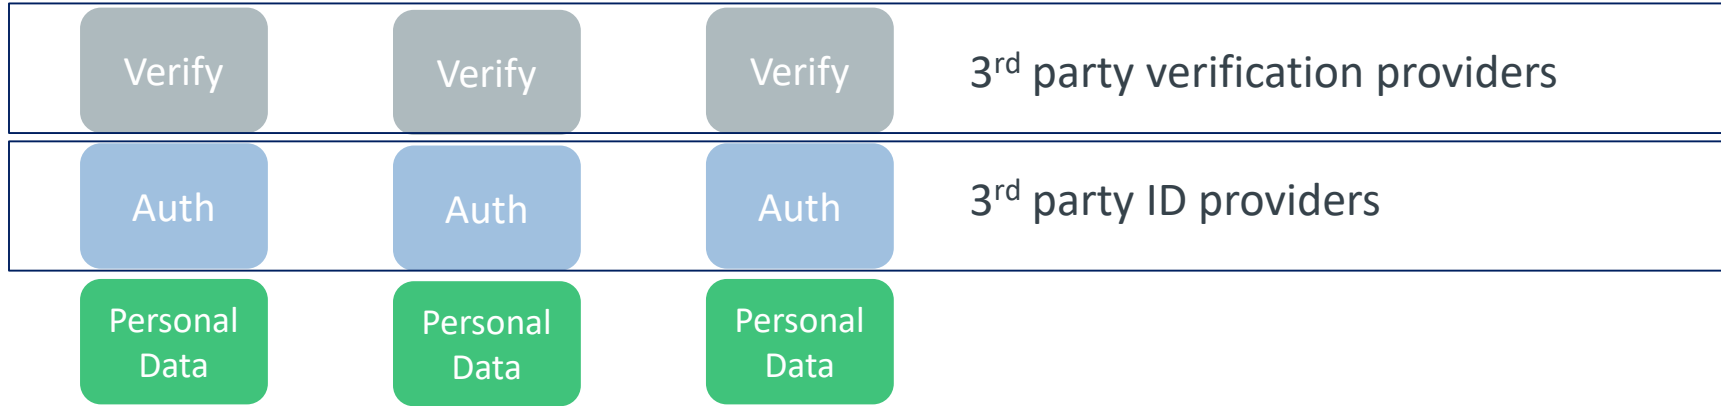 Verify
Verify
Verify
3rd party verification providers
Auth
Auth
Auth
3rd party ID providers
Personal
Data
Personal
Data
Personal
Data